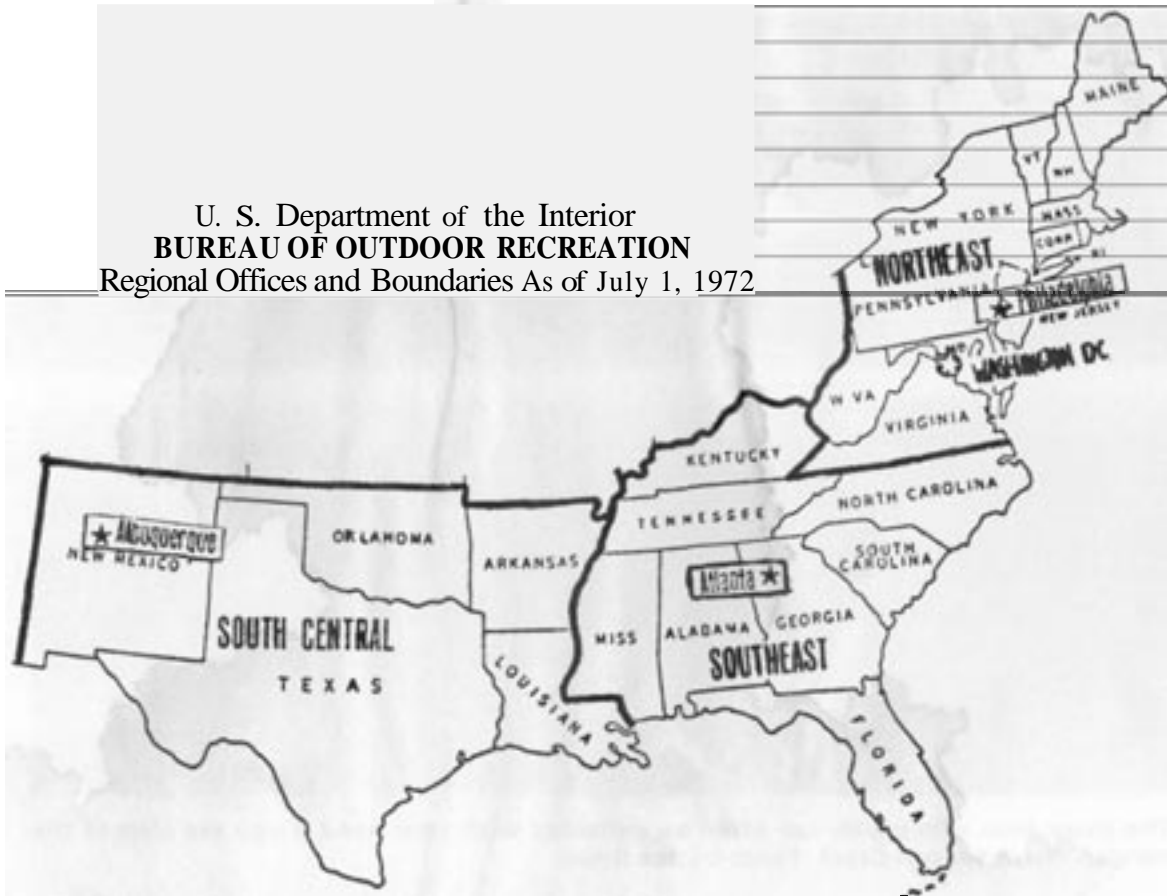 U. S. Department of the Interior
BUREAU OF OUTDOOR RECREATION
Regional Offices and Boundaries As of July 1, 1972
MAINE
VT
NH
NEW YORK
MASS
CONN
RI
NORTHEAST
PENNSYLVANIA
Philadelphia
NEW JERSEY
WASHINGTON DC.
W VA
VIRGINIA
KENTUCKY
NORTH CAROLINA
TENNESSEE
SOUTH
CAROLINA
Albuquerque
NEW MEXICO
OKLAHOMA
ARKANSAS
Atlanta
MISS
ALABAMA
GEORGIA
SOUTHEAST
SOUTH CENTRAL
TEXAS
LOUISIANA
FLORIDA